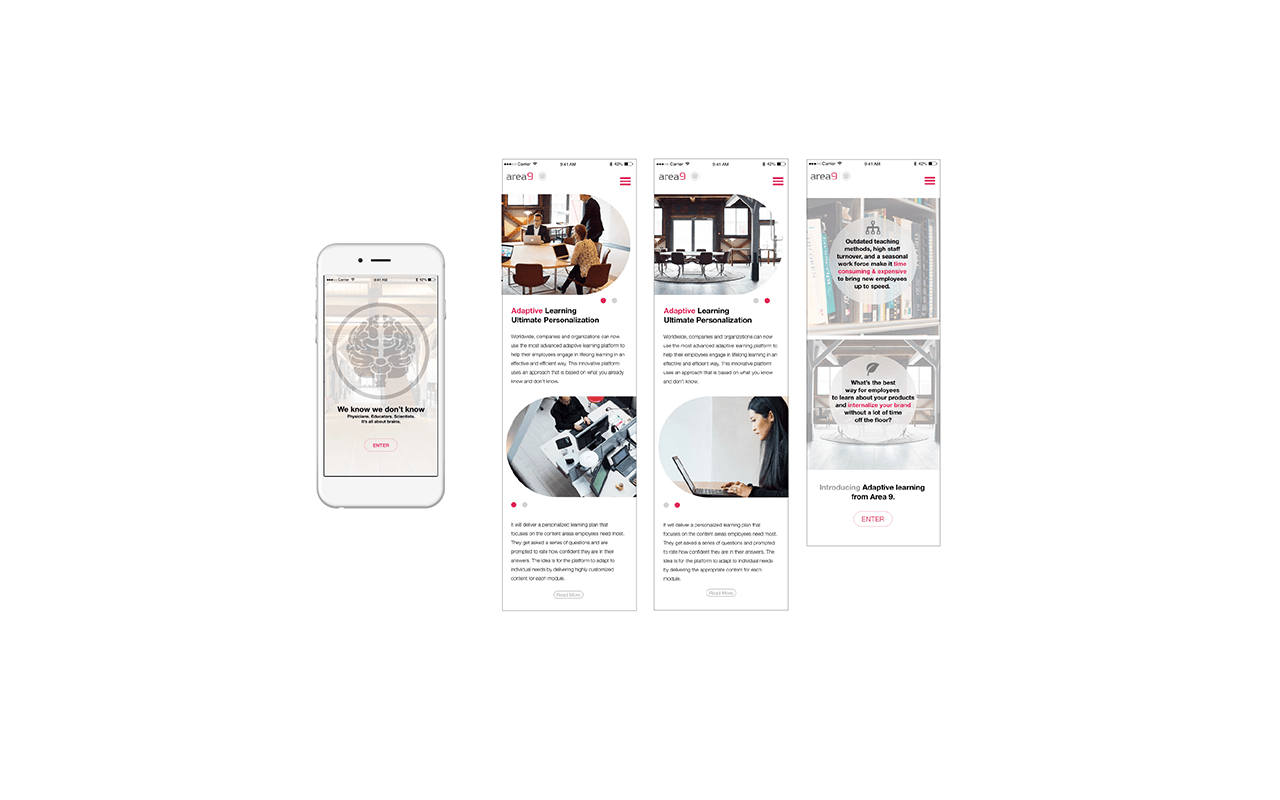 Carrier 9:41 AM 42%
We know we don't know
Physicians. Educators. Scientists.
It's all about brains.
ENTER
Carrier 9:41 AM 42%
area9
Adaptive Learning
Ultimate Personalization
Worldwide, companies and organizations can now
use the most advanced adaptive learning platform to
help their employees engage in lifelong learning in an
effective and efficient way. This innovative platform
uses an approach that is based on what you already
know and don't know.
It will deliver a personalized learning plan that
focuses on the content areas employees need most.
They get asked a series of questions and are
prompted to rate how confident they are in their
answers. The idea is for the platform to adapt to
individual needs by delivering highly customized
content for each module.
Read More
Carrier 9:41 AM 42%
area9
Adaptive Learning
Ultimate Personalization
Worldwide, companies and organizations can now
use the most advanced adaptive learning platform to
help their employees engage in lifelong learning in an
effective and efficient way. This innovative platform
uses an approach that is based on what you know
and don't know.
It will deliver a personalized learning plan that
focuses on the content areas employees need most.
They get asked a series of questions and prompted
to rate how confident they are in their answers. The
idea is for the platform to adapt to individual needs
by delivering the appropriate content for each
module.
Read More
Carrier 9:41 AM 42%
area9
Outdated teaching
methods, high staff
turnover, and a seasonal
work force make it time
consuming & expensive
to bring new employees
up to speed.
What's the best
way for employees
to learn about your products
and internalize your brand
without a lot of time
off the floor?
Introducing Adaptive learning
from Area 9.
ENTER